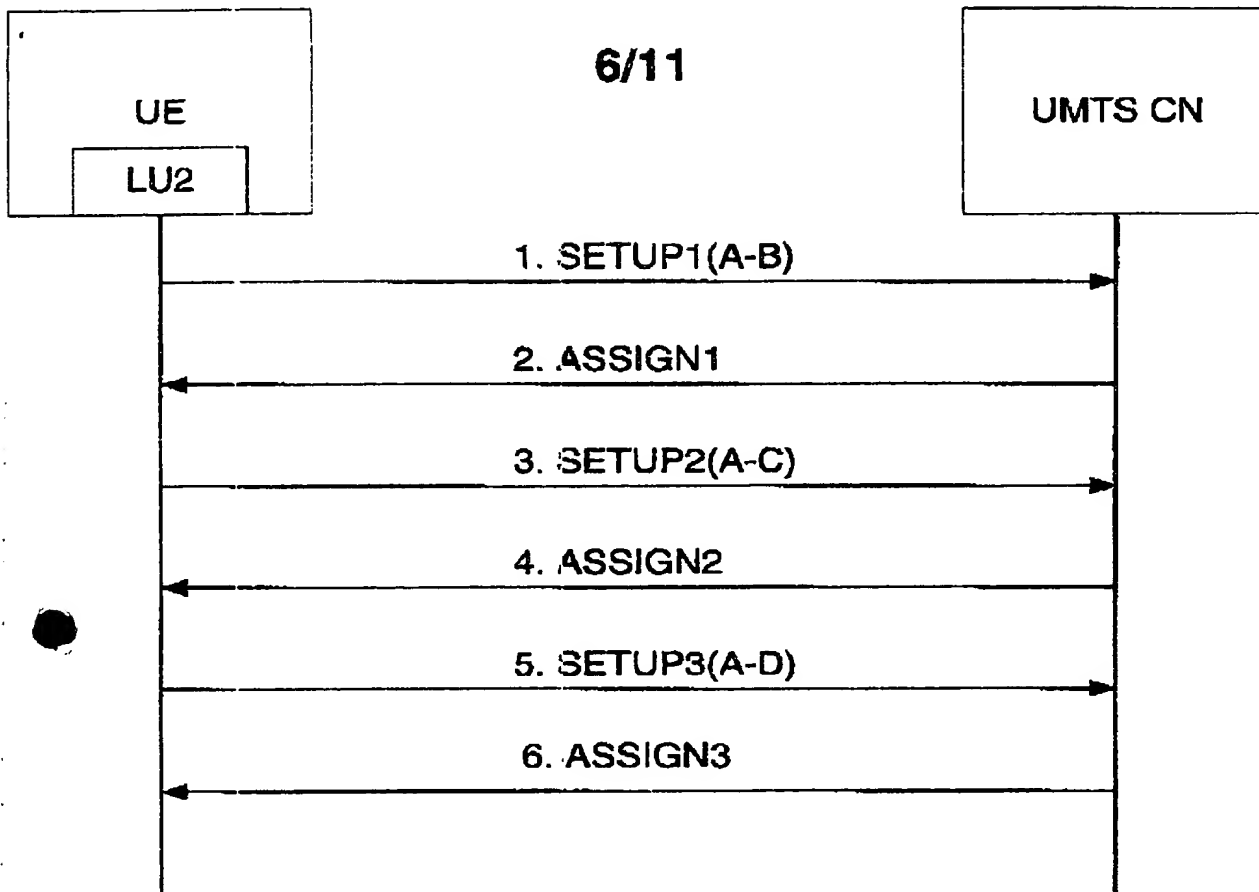 6/11
UE
LU2
UMTS CN
1. SETUP1(A-B)
2. ASSIGN1
3. SETUP2(A-C)
4. ASSIGN2
5. SETUP3(A-D)
6. ASSIGN3